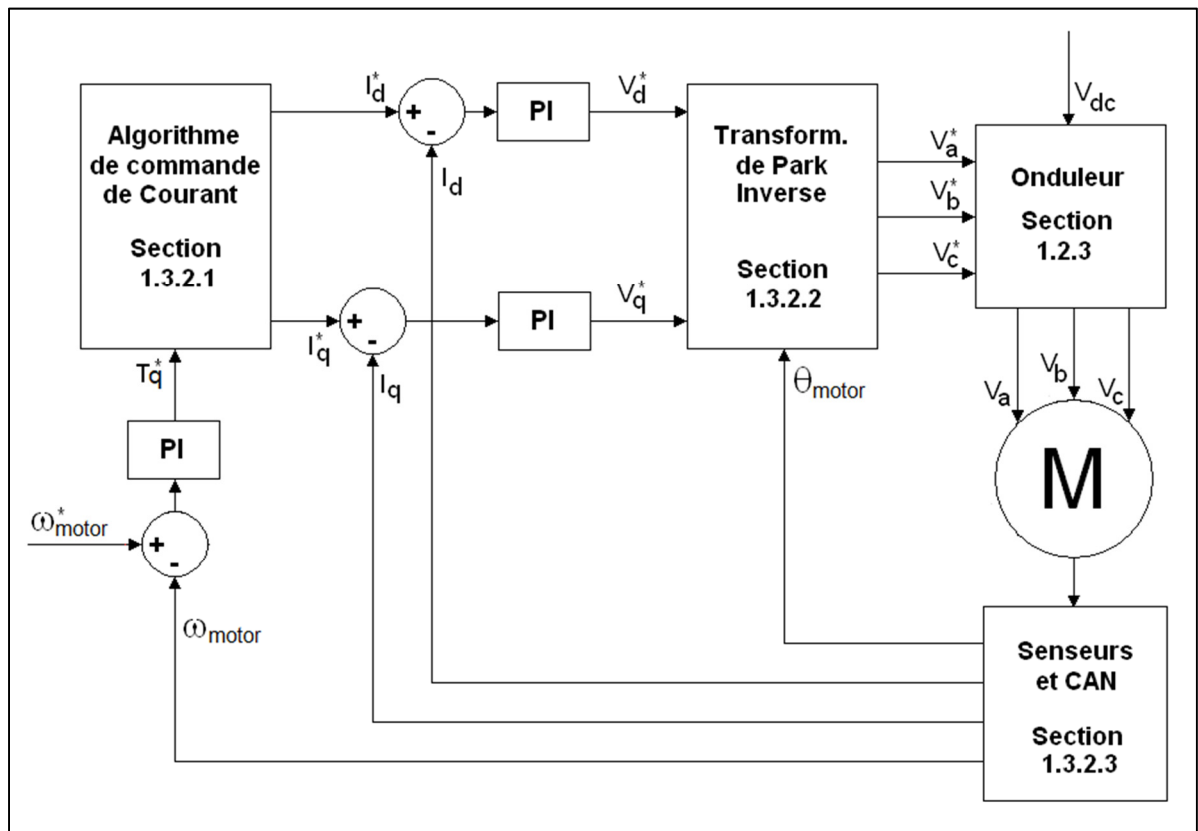 Algorithme
de commande
de Courant
Section
1.3.2.1
I*d
+
-
Id
PI
V*d
Transform.
de Park
Inverse
Section
1.3.2.2
V*a
V*b
V*c
Vdc
Onduleur
Section
1.2.3
I*q
+
-
Iq
PI
V*q
θmotor
Va
Vb
Vc
M
Tq*
PI
ω*motor
+
-
ωmotor
Senseurs
et CAN
Section
1.3.2.3